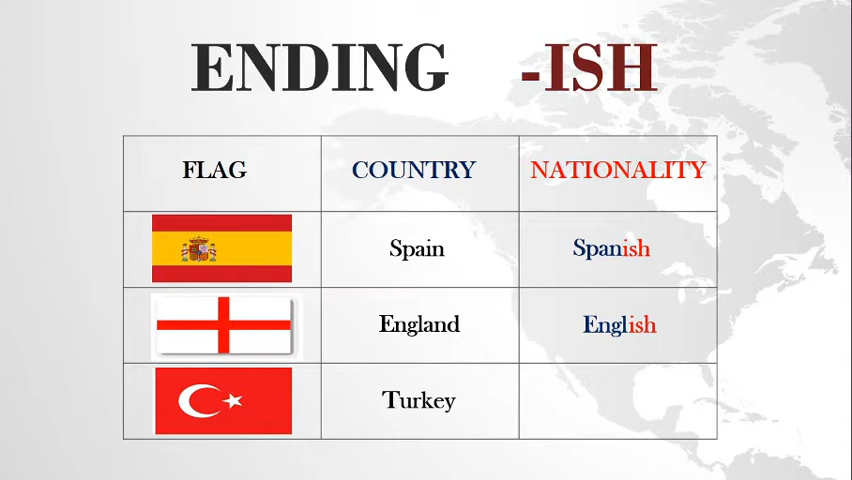 ENDING -ISH
FLAG COUNTRY NATIONALITY
Spain Spanish
England English
Turkey